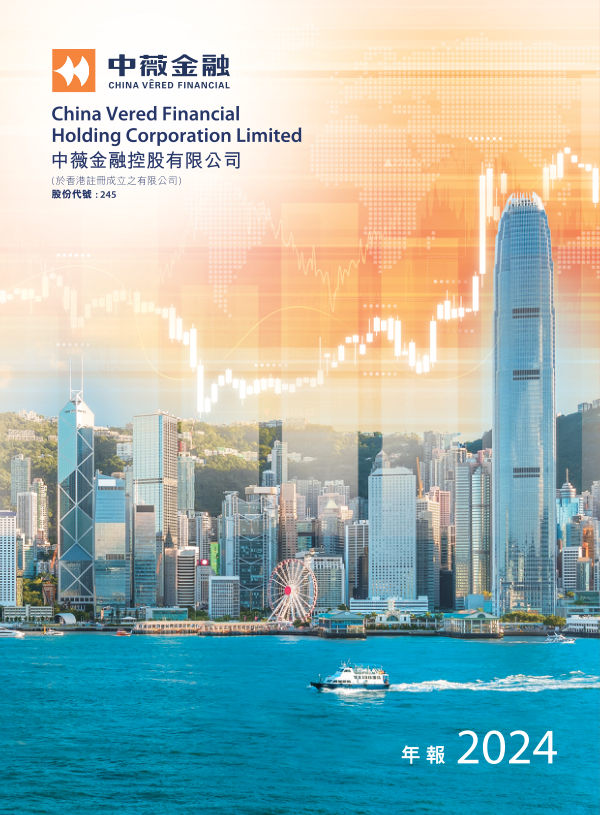 中薇金融
CHINA VERED FINANCIAL
China Vered Financial
Holding Corporation Limited
中薇金融控股有限公司
(於香港註冊成立之有限公司)
股份代號 : 245
年報 2024